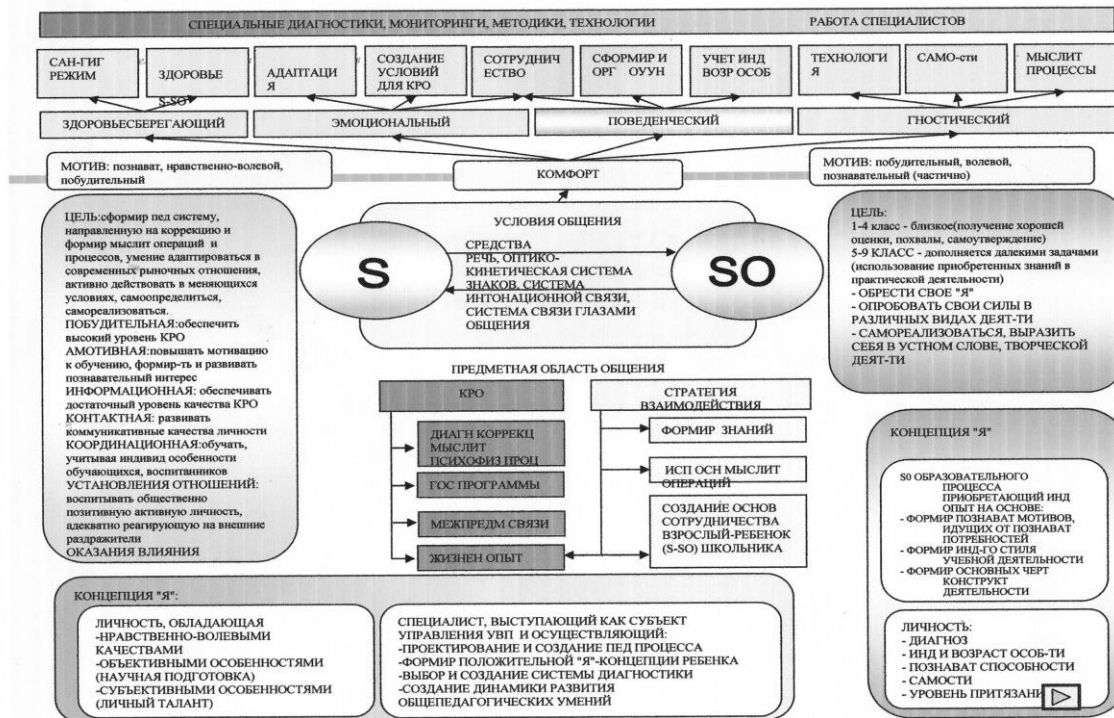 СПЕЦИАЛЬНЫЕ ДИАГНОСТИКИ, МОНИТОРИНГИ, МЕТОДИКИ, ТЕХНОЛОГИИ РАБОТА СПЕЦИАЛИСТОВ
САН-ГИГ
РЕЖИМ
ЗДОРОВЬЕ
S-SO
АДАПТАЦИ
Я
СОЗДАНИЕ
УСЛОВИЙ
ДЛЯ КРО
СОТРУДНИЧ
ЕСТВО
СФОРМИР И
ОРГ ОУУН
УЧЕТ ИНД
ВОЗР ОСОБ
ТЕХНОЛОГИ
Я
САМО-сти
МЫСЛИТ
ПРОЦЕССЫ
ЗДОРОВЬЕСБЕРЕГАЮЩИЙ
ЭМОЦИОНАЛЬНЫЙ
ПОВЕДЕНЧЕСКИЙ
ГНОСТИЧЕСКИЙ
МОТИВ: познават, нравственно-волевой,
побудительный
КОМФОРТ
МОТИВ: побудительный, волевой,
познавательный (частично)
ЦЕЛЬ:сформир пед систему,
направленную на коррекцию и
формир мыслит операций и
процессов, умение адаптироваться в
современных рыночных отношения,
активно действовать в меняющихся
условиях, самоопределиться,
самореализоваться.
ПОБУДИТЕЛЬНАЯ:обеспечить
высокий уровень КРО
АМОТИВНАЯ:повышать мотивацию
к обучению, формир-ть и развивать
познавательный интерес
ИНФОРМАЦИОННАЯ: обеспечивать
достаточный уровень качества КРО
КОНТАКТНАЯ: развивать
коммуникативные качества личности
КООРДИНАЦИОННАЯ:обучать,
учитывая индивид особенности
обучающихся, воспитанников
УСТАНОВЛЕНИЯ ОТНОШЕНИЙ:
воспитывать общественно
позитивную активную личность,
адекватно реагирующую на внешние
раздражители
ОКАЗАНИЯ ВЛИЯНИЯ
УСЛОВИЯ ОБЩЕНИЯ
S
СРЕДСТВА
РЕЧЬ, ОПТИКО-
КИНЕТИЧЕСКАЯ СИСТЕМА
ЗНАКОВ, СИСТЕМА
ИНТОНАЦИОННОЙ СВЯЗИ,
СИСТЕМА СВЯЗИ ГЛАЗАМИ
ОБЩЕНИЯ
SO
ЦЕЛЬ:
1-4 класс - близкое(получение хорошей
оценки, похвалы, самоутверждение)
5-9 КЛАСС - дополняется далекими задачами
(использование приобретенных знаний в
практической деятельности)
- ОБРЕСТИ СВОЕ "Я"
- ОПРОБОВАТЬ СВОИ СИЛЫ В
РАЗЛИЧНЫХ ВИДАХ ДЕЯТ-ТИ
- САМОРЕАЛИЗОВАТЬСЯ, ВЫРАЗИТЬ
СЕБЯ В УСТНОМ СЛОВЕ, ТВОРЧЕСКОЙ
ДЕЯТ-ТИ
ПРЕДМЕТНАЯ ОБЛАСТЬ ОБЩЕНИЯ
КРО
ДИАГН КОРРЕКЦ
МЫСЛИТ
ПСИХОФИЗ ПРОЦ
ГОС ПРОГРАММЫ
МЕЖПРЕДМ СВЯЗИ
ЖИЗНЕН ОПЫТ
СТРАТЕГИЯ
ВЗАИМОДЕЙСТВИЯ
ФОРМИР ЗНАНИЙ
ИСП ОСН МЫСЛИТ
ОПЕРАЦИЙ
СОЗДАНИЕ ОСНОВ
СОТРУДНИЧЕСТВА
ВЗРОСЛЫЙ-РЕБЕНОК
(S-SO) ШКОЛЬНИКА
КОНЦЕПЦИЯ "Я"
S0 ОБРАЗОВАТЕЛЬНОГО
ПРОЦЕССА
ПРИОБРЕТАЮЩИЙ ИНД
ОПЫТ НА ОСНОВЕ:
- ФОРМИР ПОЗНАВАТ МОТИВОВ,
ИДУЩИХ ОТ ПОЗНАВАТ
ПОТРЕБНОСТЕЙ
- ФОРМИР ИНД-ГО СТИЛЯ
УЧЕБНОЙ ДЕЯТЕЛЬНОСТИ
- ФОРМИР ОСНОВНЫХ ЧЕРТ
КОНСТРУКТ
ДЕЯТЕЛЬНОСТИ
ЛИЧНОСТЬ:
- ДИАГНОЗ
- ИНД И ВОЗРАСТ ОСОБ-ТИ
- ПОЗНАВАТ СПОСОБНОСТИ
- САМОСТИ
- УРОВЕНЬ ПРИТЯЗАНИ
КОНЦЕПЦИЯ "Я":
ЛИЧНОСТЬ, ОБЛАДАЮЩАЯ
-НРАВСТВЕННО-ВОЛЕВЫМИ
КАЧЕСТВАМИ
-ОБЪЕКТИВНЫМИ ОСОБЕННОСТЯМИ
(НАУЧНАЯ ПОДГОТОВКА)
-СУБЪЕКТИВНЫМИ ОСОБЕННОСТЯМИ
(ЛИЧНЫЙ ТАЛАНТ)
СПЕЦИАЛИСТ, ВЫСТУПАЮЩИЙ КАК СУБЪЕКТ
УПРАВЛЕНИЯ УВП И ОСУЩЕСТВЛЯЮЩИЙ:
-ПРОЕКТИРОВАНИЕ И СОЗДАНИЕ ПЕД ПРОЦЕССА
-ФОРМИР ПОЛОЖИТЕЛЬНОЙ "Я"-КОНЦЕПЦИИ РЕБЕНКА
-ВЫБОР И СОЗДАНИЕ СИСТЕМЫ ДИАГНОСТИКИ
-СОЗДАНИЕ ДИНАМИКИ РАЗВИТИЯ
ОБЩЕПЕДАГОГИЧЕСКИХ УМЕНИЙ